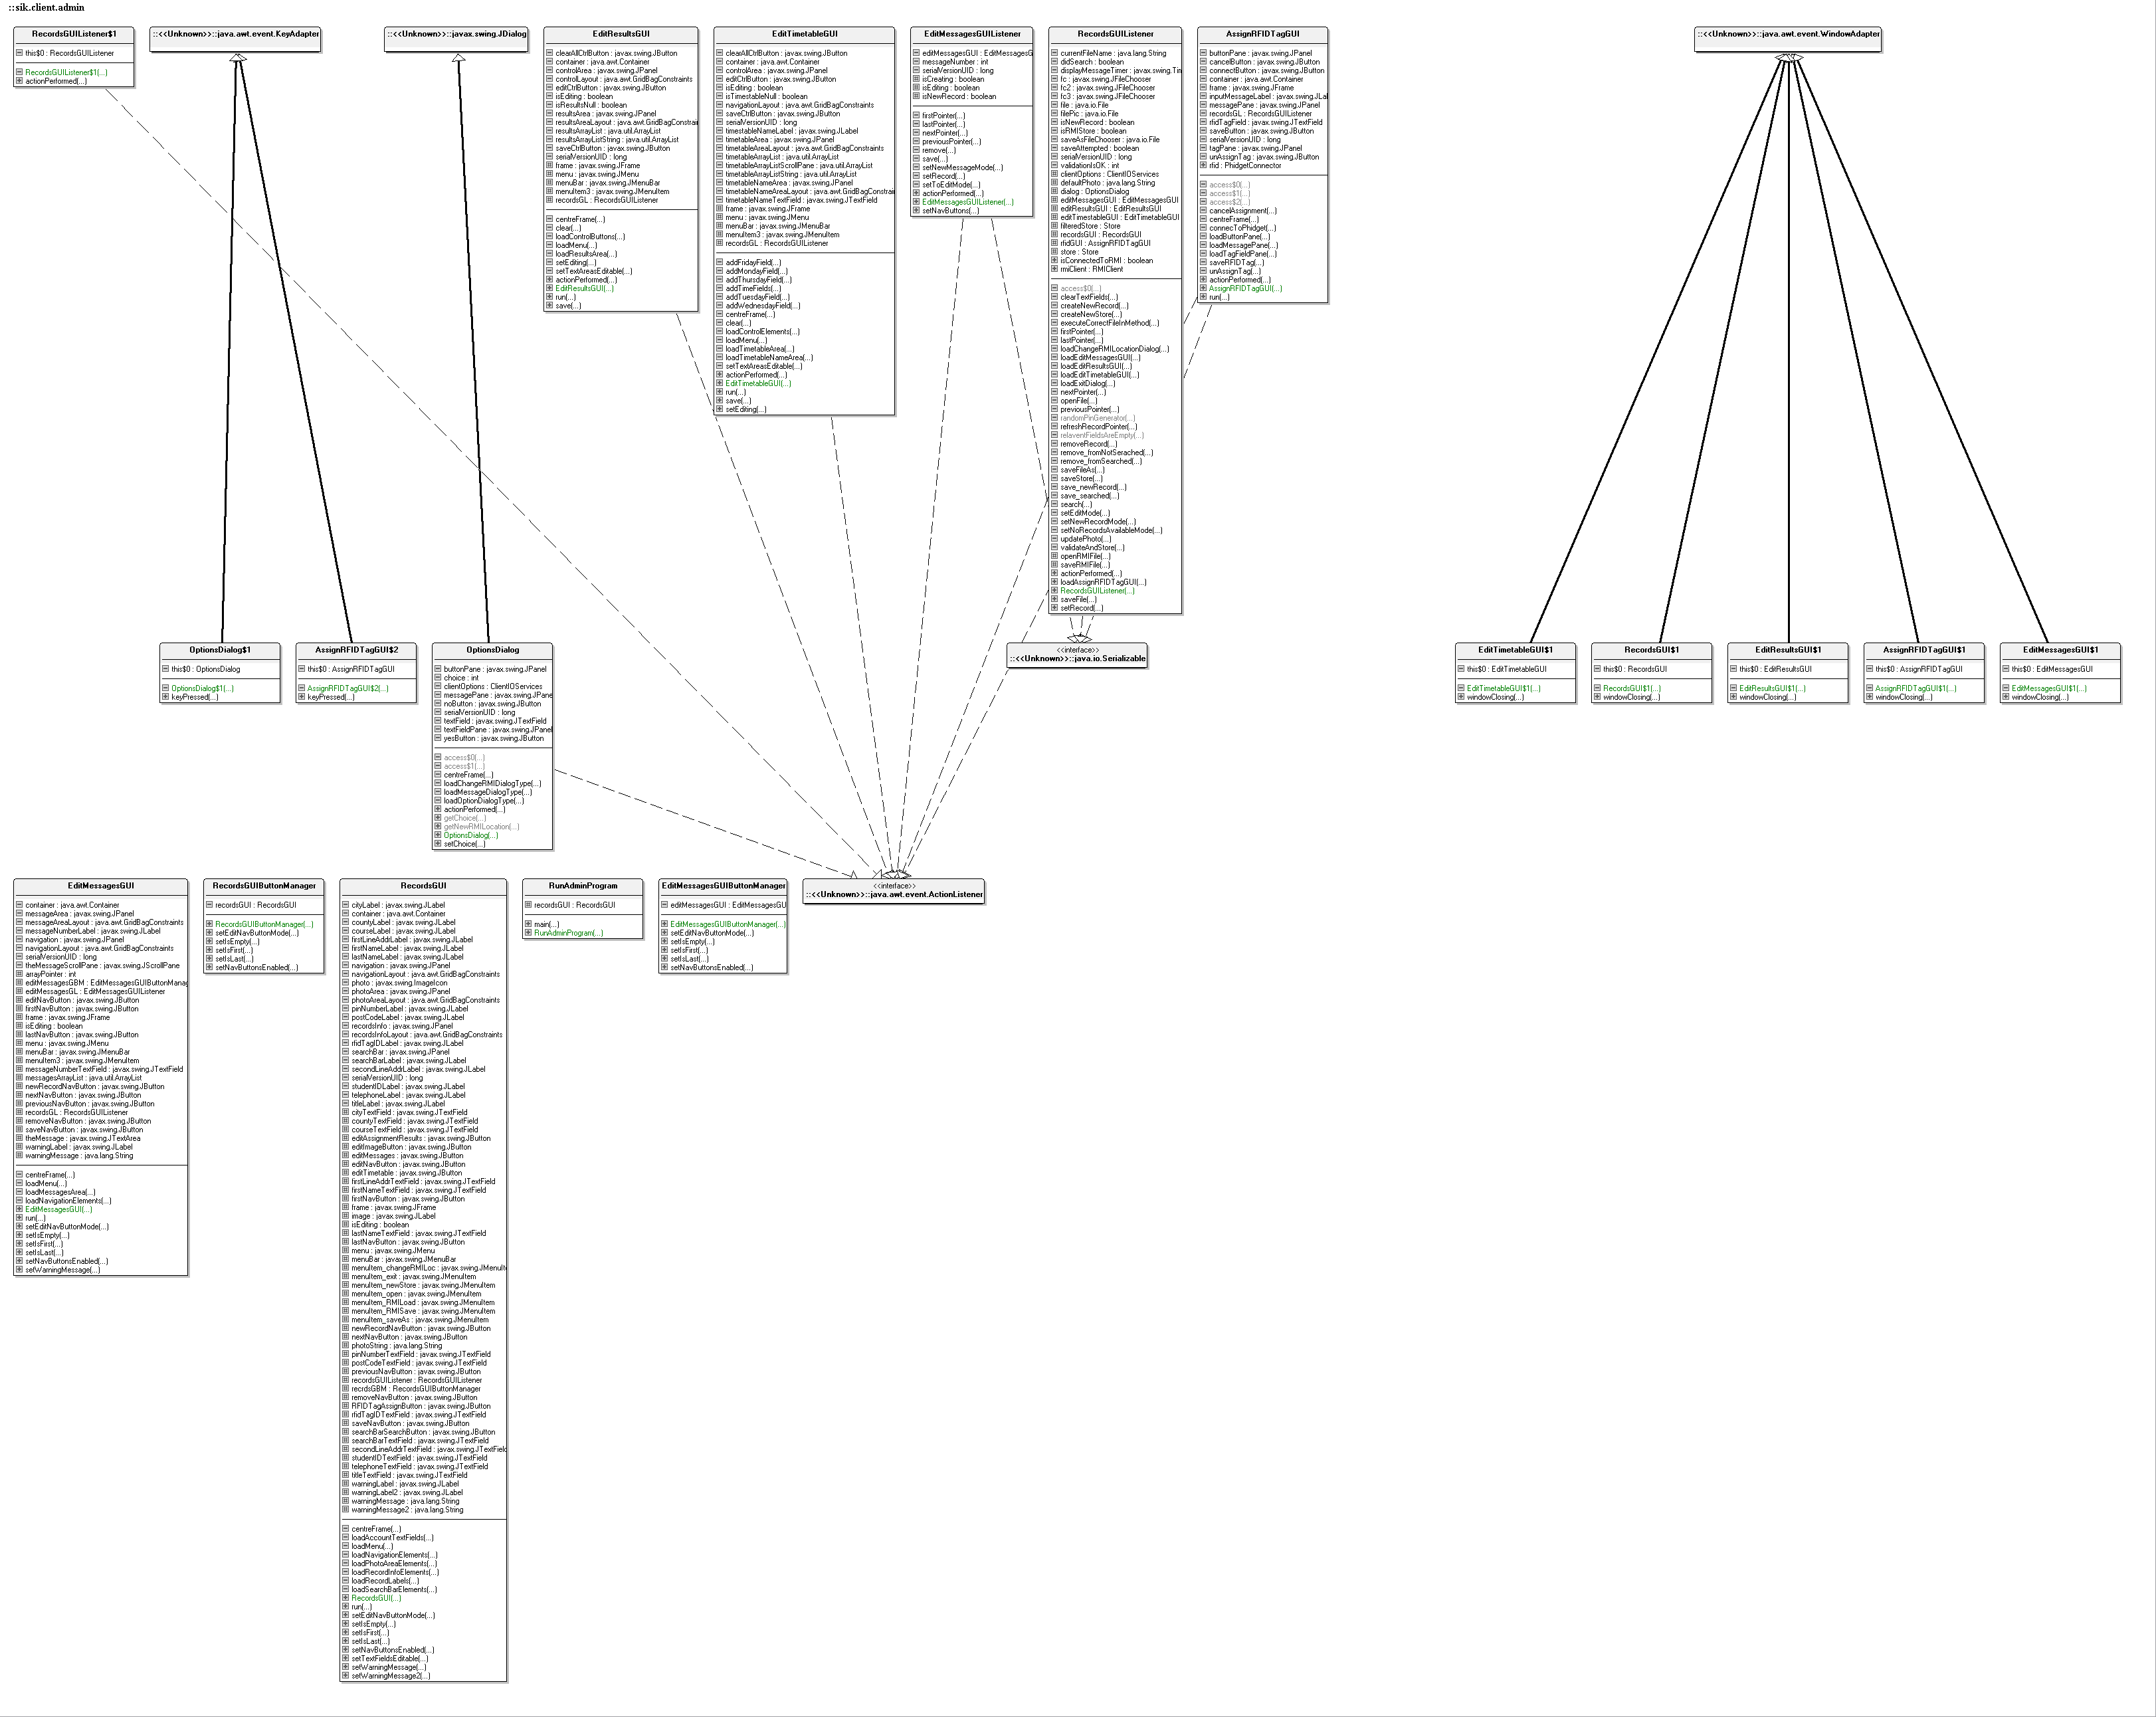 ::sik.client.admin
RecordsGUIListener$1
this$0 : RecordsGUIListener
RecordsGUIListener$1(...)
actionPerformed(...)
::<<Unknown>>::java.awt.event.KeyAdapter
::<<Unknown>>::javax.swing.JDialog
EditResultsGUI
clearAllCtrlButton : javax.swing.JButton
container : java.awt.Container
controlArea : javax.swing.JPanel
controlLayout : java.awt.GridBagConstraints
editCtrlButton : javax.swing.JButton
isEditing : boolean
isResultsNull : boolean
resultsArea : javax.swing.JPanel
resultsAreaLayout : java.awt.GridBagConstrai
resultsArrayList : java.util.ArrayList
resultsArrayListString : java.util.ArrayList
saveCtrlButton : javax.swing.JButton
serialVersionUID : long
frame : javax.swing.JFrame
menu : javax.swing.JMenu
menuBar : javax.swing.JMenuBar
menuItem3 : javax.swing.JMenuItem
recordsGL : RecordsGUIListener
centreFrame(...)
clear(...)
loadControlButtons(...)
loadMenu(...)
loadResultsArea(...)
setEditing(...)
setTextAreasEditable(...)
actionPerformed(...)
EditResultsGUI(...)
run(...)
save(...)
EditTimetableGUI
clearAllCtrlButton : javax.swing.JButton
container : java.awt.Container
controlArea : javax.swing.JPanel
editCtrlButton : javax.swing.JButton
isEditing : boolean
isTimestableNull : boolean
navigationLayout : java.awt.GridBagConstraints
saveCtrlButton : javax.swing.JButton
serialVersionUID : long
timestableNameLabel : javax.swing.JLabel
timetableArea : javax.swing.JPanel
timetableAreaLayout : java.awt.GridBagConstraints
timetableArrayList : java.util.ArrayList
timetableArrayListScrollPane : java.util.ArrayList
timetableArrayListString : java.util.ArrayList
timetableNameArea : javax.swing.JPanel
timetableNameAreaLayout : java.awt.GridBagConstrai
timetableNameTextField : javax.swing.JTextField
frame : javax.swing.JFrame
menu : javax.swing.JMenu
menuBar : javax.swing.JMenuBar
menuItem3 : javax.swing.JMenuItem
recordsGL : RecordsGUIListener
addFridayField(...)
addMondayField(...)
addThursdayField(...)
addTimeFields(...)
addTuesdayField(...)
addWednesdayField(...)
centreFrame(...)
clear(...)
loadControlElements(...)
loadMenu(...)
loadTimetableArea(...)
loadTimetableNameArea(...)
setTextAreasEditable(...)
actionPerformed(...)
EditTimetableGUI(...)
run(...)
save(...)
setEditing(...)
EditMessagesGUIListener
editMessagesGUI : EditMessagesG
messageNumber : int
serialVersionUID : long
isCreating : boolean
isEditing : boolean
isNewRecord : boolean
firstPointer(...)
lastPointer(...)
nextPointer(...)
previousPointer(...)
remove(...)
save(...)
setNewMessageMode(...)
setRecord(...)
setToEditMode(...)
actionPerformed(...)
EditMessagesGUIListener(...)
setNavButtons(...)
RecordsGUIListener
currentFileName : java.lang.String
didSearch : boolean
displayMessageTimer : javax.swing.Tim
fc : javax.swing.JFileChooser
fc2 : javax.swing.JFileChooser
fc3 : javax.swing.JFileChooser
file : java.io.File
filePic : java.io.File
isNewRecord : boolean
isRMIStore : boolean
saveAsFileChooser : java.io.File
saveAttempted : boolean
serialVersionUID : long
validationIsOK : int
clientOptions : ClientIOServices
defaultPhoto : java.lang.String
dialog : OptionsDialog
editMessagesGUI : EditMessagesGUI
editResultsGUI : EditResultsGUI
editTimestableGUI : EditTimetableGUI
filteredStore : Store
recordsGUI : RecordsGUI
rfidGUI : AssignRFIDTagGUI
store : Store
isConnectedToRMI : boolean
rmiClient : RMIClient
access$0(...)
clearTextFields(...)
createNewRecord(...)
createNewStore(...)
executeCorrectFileInMethod(...)
firstPointer(...)
lastPointer(...)
loadChangeRMILocationDialog(...)
loadEditMessagesGUI(...)
loadEditResultsGUI(...)
loadEditTimetableGUI(...)
loadExitDialog(...)
nextPointer(...)
openFile(...)
previousPointer(...)
randomPinGenerator(...)
refreshRecordPointer(...)
relaventFieldsAreEmpty(...)
removeRecord(...)
remove_fromNotSerached(...)
remove_fromSearched(...)
saveFileAs(...)
saveStore(...)
save_newRecord(...)
save_searched(...)
search(...)
setEditMode(...)
setNewRecordMode(...)
setNoRecordsAvailableMode(...)
updatePhoto(...)
validateAndStore(...)
openRMIFile(...)
saveRMIFile(...)
actionPerformed(...)
loadAssignRFIDTagGUI(...)
RecordsGUIListener(...)
saveFile(...)
setRecord(...)
AssignRFIDTagGUI
buttonPane : javax.swing.JPanel
cancelButton : javax.swing.JButton
connectButton : javax.swing.JButton
container : java.awt.Container
frame : javax.swing.JFrame
inputMessageLabel : javax.swing.JLal
messagePane : javax.swing.JPanel
recordsGL : RecordsGUIListener
rfidTagField : javax.swing.JTextField
saveButton : javax.swing.JButton
serialVersionUID : long
tagPane : javax.swing.JPanel
unAssignTag : javax.swing.JButton
rfid : PhidgetConnector
access$0(...)
access$1(...)
access$2(...)
cancelAssignment(...)
centreFrame(...)
connecToPhidget(...)
loadButtonPane(...)
loadMessagePane(...)
loadTagFieldPane(...)
saveRFIDTag(...)
unAssignTag(...)
actionPerformed(...)
AssignRFIDTagGUI(...)
run(...)
::<<Unknown>>::java.awt.event.WindowAdapter
OptionsDialog$1
this$0 : OptionsDialog
OptionsDialog$1(...)
keyPressed(...)
AssignRFIDTagGUI$2
this$0 : AssignRFIDTagGUI
AssignRFIDTagGUI$2(...)
keyPressed(...)
OptionsDialog
buttonPane : javax.swing.JPanel
choice : int
clientOptions : ClientIOServices
messagePane : javax.swing.JPane
noButton : javax.swing.JButton
serialVersionUID : long
textField : javax.swing.JTextField
textFieldPane : javax.swing.JPanel
yesButton : javax.swing.JButton
access$0(...)
access$1(...)
centreFrame(...)
loadChangeRMIDialogType(...)
loadMessageDialogType(...)
loadOptionDialogType(...)
actionPerformed(...)
getChoice(...)
getNewRMILocation(...)
OptionsDialog(...)
setChoice(...)
<<interface>>
::<<Unknown>>::java.io.Serializable
EditTimetableGUI$1
this$0 : EditTimetableGUI
EditTimetableGUI$1(...)
windowClosing(...)
RecordsGUI$1
this$0 : RecordsGUI
RecordsGUI$1(...)
windowClosing(...)
EditResultsGUI$1
this$0 : EditResultsGUI
EditResultsGUI$1(...)
windowClosing(...)
AssignRFIDTagGUI$1
this$0 : AssignRFIDTagGUI
AssignRFIDTagGUI$1(...)
windowClosing(...)
EditMessagesGUI$1
this$0 : EditMessagesGUI
EditMessagesGUI$1(...)
windowClosing(...)
EditMessagesGUI
container : java.awt.Container
messageArea : javax.swing.JPanel
messageAreaLayout : java.awt.GridBagConstraints
messageNumberLabel : javax.swing.JLabel
navigation : javax.swing.JPanel
navigationLayout : java.awt.GridBagConstraints
serialVersionUID : long
theMessageScrollPane : javax.swing.JScrollPane
arrayPointer : int
editMessagesGBM : EditMessagesGUIButtonManag
editMessagesGL : EditMessagesGUIListener
editNavButton : javax.swing.JButton
firstNavButton : javax.swing.JButton
frame : javax.swing.JFrame
isEditing : boolean
lastNavButton : javax.swing.JButton
menu : javax.swing.JMenu
menuBar : javax.swing.JMenuBar
menuItem3 : javax.swing.JMenuItem
messageNumberTextField : javax.swing.JTextField
messagesArrayList : java.util.ArrayList
newRecordNavButton : javax.swing.JButton
nextNavButton : javax.swing.JButton
previousNavButton : javax.swing.JButton
recordsGL : RecordsGUIListener
removeNavButton : javax.swing.JButton
saveNavButton : javax.swing.JButton
theMessage : javax.swing.JTextArea
warningLabel : javax.swing.JLabel
warningMessage : java.lang.String
centreFrame(...)
loadMenu(...)
loadMessagesArea(...)
loadNavigationElements(...)
EditMessagesGUI(...)
run(...)
setEditNavButtonMode(...)
setIsEmpty(...)
setIsFirst(...)
setIsLast(...)
setNavButtonsEnabled(...)
setWarningMessage(...)
RecordsGUIButtonManager
recordsGUI : RecordsGUI
RecordsGUIButtonManager(...)
setEditNavButtonMode(...)
setIsEmpty(...)
setIsFirst(...)
setIsLast(...)
setNavButtonsEnabled(...)
RecordsGUI
cityLabel : javax.swing.JLabel
container : java.awt.Container
countyLabel : javax.swing.JLabel
courseLabel : javax.swing.JLabel
firstLineAddrLabel : javax.swing.JLabel
firstNameLabel : javax.swing.JLabel
lastNameLabel : javax.swing.JLabel
navigation : javax.swing.JPanel
navigationLayout : java.awt.GridBagConstraints
photo : javax.swing.ImageIcon
photoArea : javax.swing.JPanel
photoAreaLayout : java.awt.GridBagConstraints
pinNumberLabel : javax.swing.JLabel
postCodeLabel : javax.swing.JLabel
recordsInfo : javax.swing.JPanel
recordsInfoLayout : java.awt.GridBagConstraints
rfidTagIDLabel : javax.swing.JLabel
searchBar : javax.swing.JPanel
searchBarLabel : javax.swing.JLabel
secondLineAddrLabel : javax.swing.JLabel
serialVersionUID : long
studentIDLabel : javax.swing.JLabel
telephoneLabel : javax.swing.JLabel
titleLabel : javax.swing.JLabel
cityTextField : javax.swing.JTextField
countyTextField : javax.swing.JTextField
courseTextField : javax.swing.JTextField
editAssignmentResults : javax.swing.JButton
editImageButton : javax.swing.JButton
editMessages : javax.swing.JButton
editNavButton : javax.swing.JButton
editTimetable : javax.swing.JButton
firstLineAddrTextField : javax.swing.JTextField
firstNameTextField : javax.swing.JTextField
firstNavButton : javax.swing.JButton
frame : javax.swing.JFrame
image : javax.swing.JLabel
isEditing : boolean
lastNameTextField : javax.swing.JTextField
lastNavButton : javax.swing.JButton
menu : javax.swing.JMenu
menuBar : javax.swing.JMenuBar
menuItem_changeRMILoc : javax.swing.JMenuIt
menuItem_exit : javax.swing.JMenuItem
menuItem_newStore : javax.swing.JMenuItem
menuItem_open : javax.swing.JMenuItem
menuItem_RMILoad : javax.swing.JMenuItem
menuItem_RMISave : javax.swing.JMenuItem
menuItem_saveAs : javax.swing.JMenuItem
newRecordNavButton : javax.swing.JButton
nextNavButton : javax.swing.JButton
photoString : java.lang.String
pinNumberTextField : javax.swing.JTextField
postCodeTextField : javax.swing.JTextField
previousNavButton : javax.swing.JButton
recordsGUIListener : RecordsGUIListener
recrdsGBM : RecordsGUIButtonManager
removeNavButton : javax.swing.JButton
RFIDTagAssignButton : javax.swing.JButton
rfidTagIDTextField : javax.swing.JTextField
saveNavButton : javax.swing.JButton
searchBarSearchButton : javax.swing.JButton
searchBarTextField : javax.swing.JTextField
secondLineAddrTextField : javax.swing.JTextField
studentIDTextField : javax.swing.JTextField
telephoneTextField : javax.swing.JTextField
titleTextField : javax.swing.JTextField
warningLabel : javax.swing.JLabel
warningLabel2 : javax.swing.JLabel
warningMessage : java.lang.String
warningMessage2 : java.lang.String
centreFrame(...)
loadAccountTextFields(...)
loadMenu(...)
loadNavigationElements(...)
loadPhotoAreaElements(...)
loadRecordInfoElements(...)
loadRecordLabels(...)
loadSearchBarElements(...)
RecordsGUI(...)
run(...)
setEditNavButtonMode(...)
setIsEmpty(...)
setIsFirst(...)
setIsLast(...)
setNavButtonsEnabled(...)
setTextFieldsEditable(...)
setWarningMessage(...)
setWarningMessage2(...)
RunAdminProgram
recordsGUI : RecordsGUI
main(...)
RunAdminProgram(...)
EditMessagesGUIButtonManager
editMessagesGUI : EditMessagesGU
EditMessagesGUIButtonManager(...)
setEditNavButtonMode(...)
setIsEmpty(...)
setIsFirst(...)
setIsLast(...)
setNavButtonsEnabled(...)
<<interface>>
::<<Unknown>>::java.awt.event.ActionListener